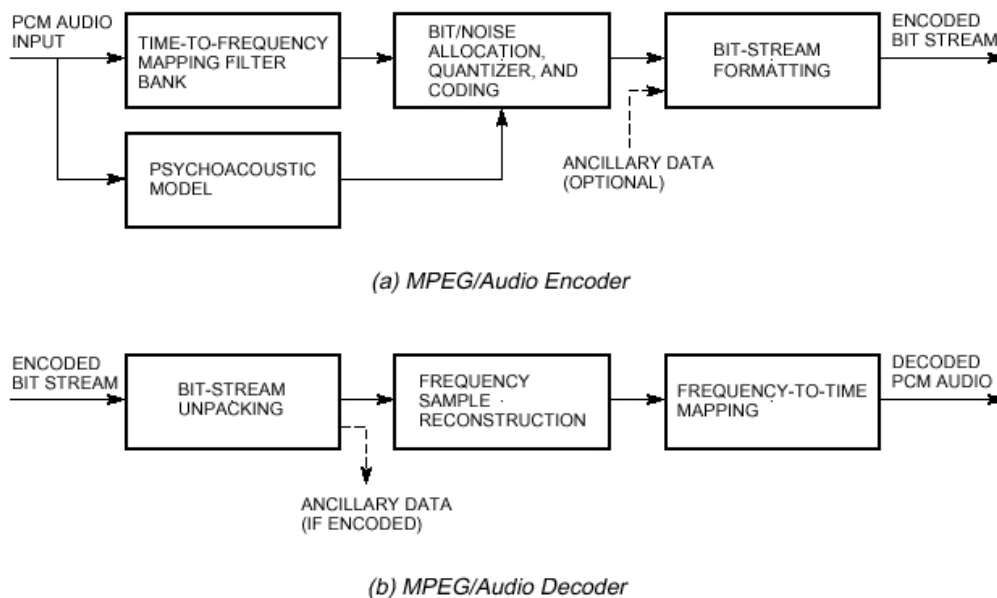 PCM AUDIO
INPUT
TIME-TO-FREQUENCY
MAPPING FILTER
BANK
BIT/NOISE
ALLOCATION,
QUANTIZER, AND
CODING
BIT-STREAM
FORMATTING
ENCODED
BIT STREAM
PSYCHOACOUSTIC
MODEL
ANCILLARY DATA
(OPTIONAL)
(a) MPEG/Audio Encoder
ENCODED
BIT STREAM
BIT-STREAM
UNPACKING
FREQUENCY
SAMPLE
RECONSTRUCTION
FREQUENCY-TO-TIME
MAPPING
DECODED
PCM AUDIO
ANCILLARY DATA
(IF ENCODED)
(b) MPEG/Audio Decoder